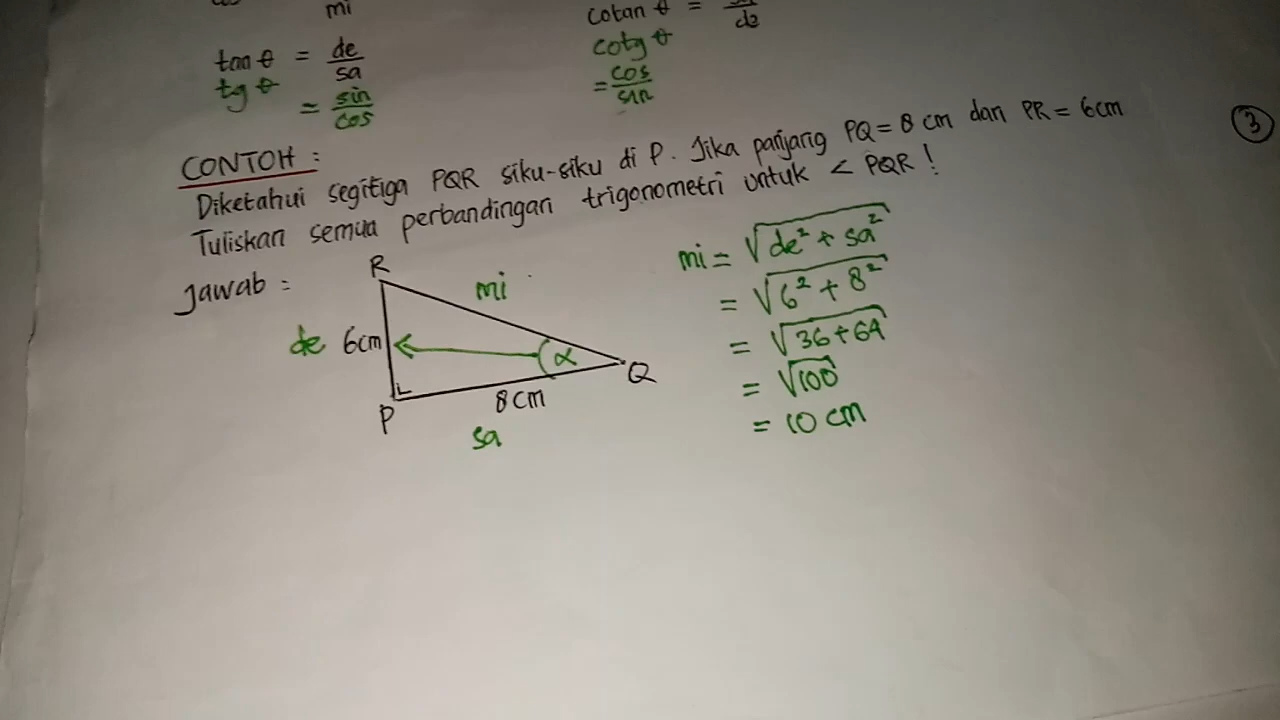 mi
cotan θ =
de
tan θ = de/sa
tg θ = sin/cos
cotg θ
= cos/sin
CONTOH :
Diketahui segitiga PQR siku-siku di P. Jika panjang PQ = 8 cm dan PR = 6cm
Tuliskan semua perbandingan trigonometri untuk < PQR !
3
Jawab :
R
mi
de 6cm
α
Q
P
8 cm
sa
mi = √de² + sa²
= √6² + 8²
= √36+64
= √100
= 10 cm